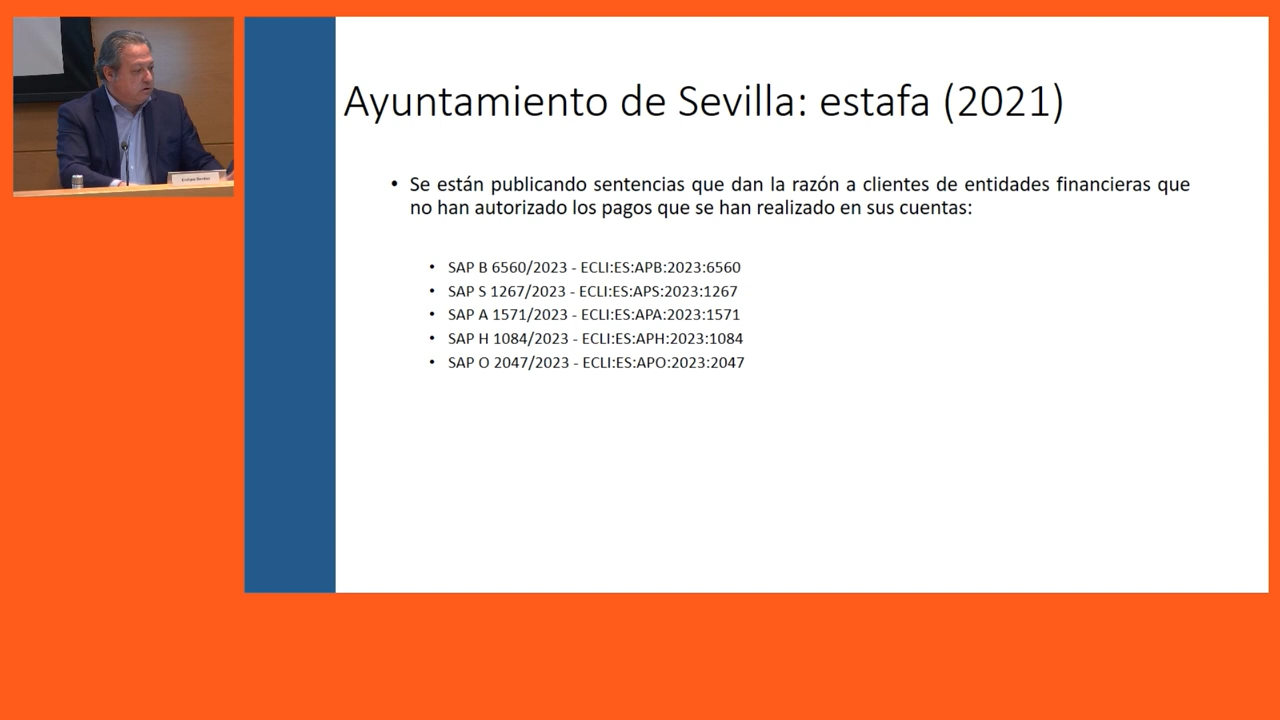 Ayuntamiento de Sevilla: estafa (2021)
• Se están publicando sentencias que dan la razón a clientes de entidades financieras que
no han autorizado los pagos que se han realizado en sus cuentas:
• SAP B 6560/2023 - ECLI:ES:APB:2023:6560
• SAP S 1267/2023 - ECLI:ES:APS:2023:1267
• SAP A 1571/2023 - ECLI:ES:APA:2023:1571
• SAP H 1084/2023 - ECLI:ES:APH:2023:1084
• SAP O 2047/2023 - ECLI:ES:APO:2023:2047